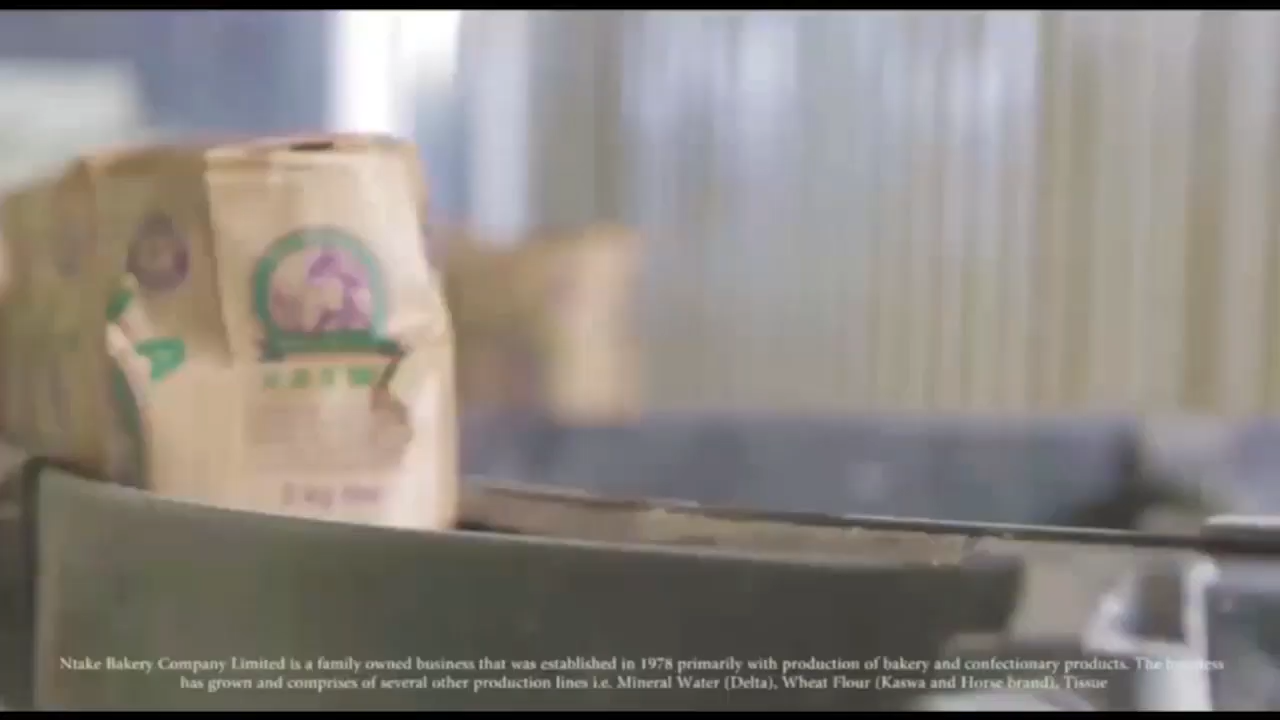 Ntake Bakery Company Limited is a family owned business that was established in 1978 primarily with production of bakery and confectionary products. The business
has grown and comprises of several other production lines i.e. Mineral Water (Delta), Wheat Flour (Kaswa and Horse brand), Tissue